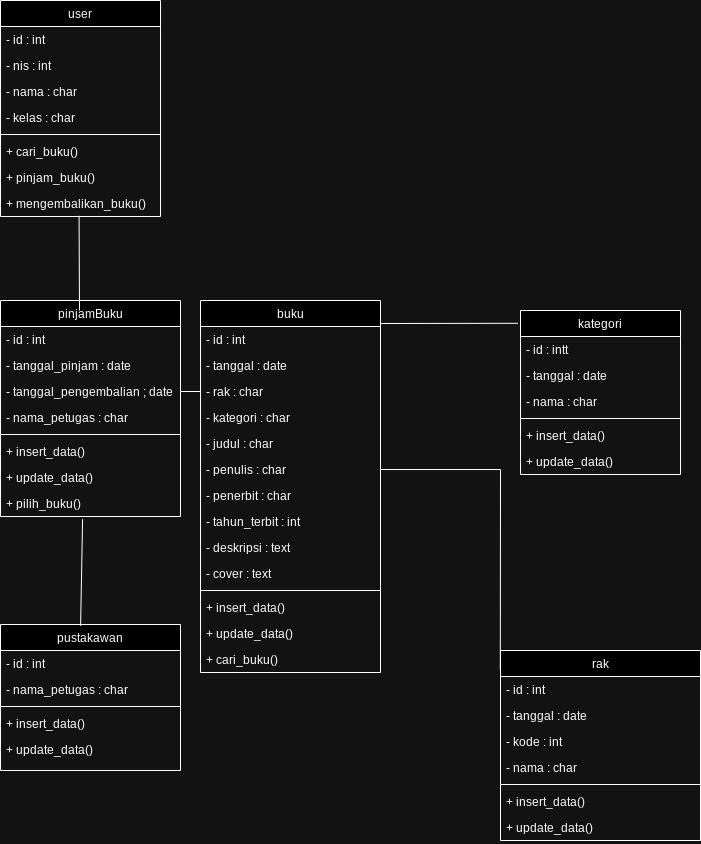 user
- id : int
- nis : int
- nama : char
- kelas : char
+ cari_buku()
+ pinjam_buku()
+ mengembalikan_buku()
pinjamBuku
- id : int
- tanggal_pinjam : date
- tanggal_pengembalian ; date
- nama_petugas : char
+ insert_data()
+ update_data()
+ pilih_buku()
buku
- id : int
- tanggal : date
- rak : char
- kategori : char
- judul : char
- penulis : char
- penerbit : char
- tahun_terbit : int
- deskripsi : text
- cover : text
+ insert_data()
+ update_data()
+ cari_buku()
kategori
- id : intt
- tanggal : date
- nama : char
+ insert_data()
+ update_data()
pustakawan
- id : int
- nama_petugas : char
+ insert_data()
+ update_data()
rak
- id : int
- tanggal : date
- kode : int
- nama : char
+ insert_data()
+ update_data()